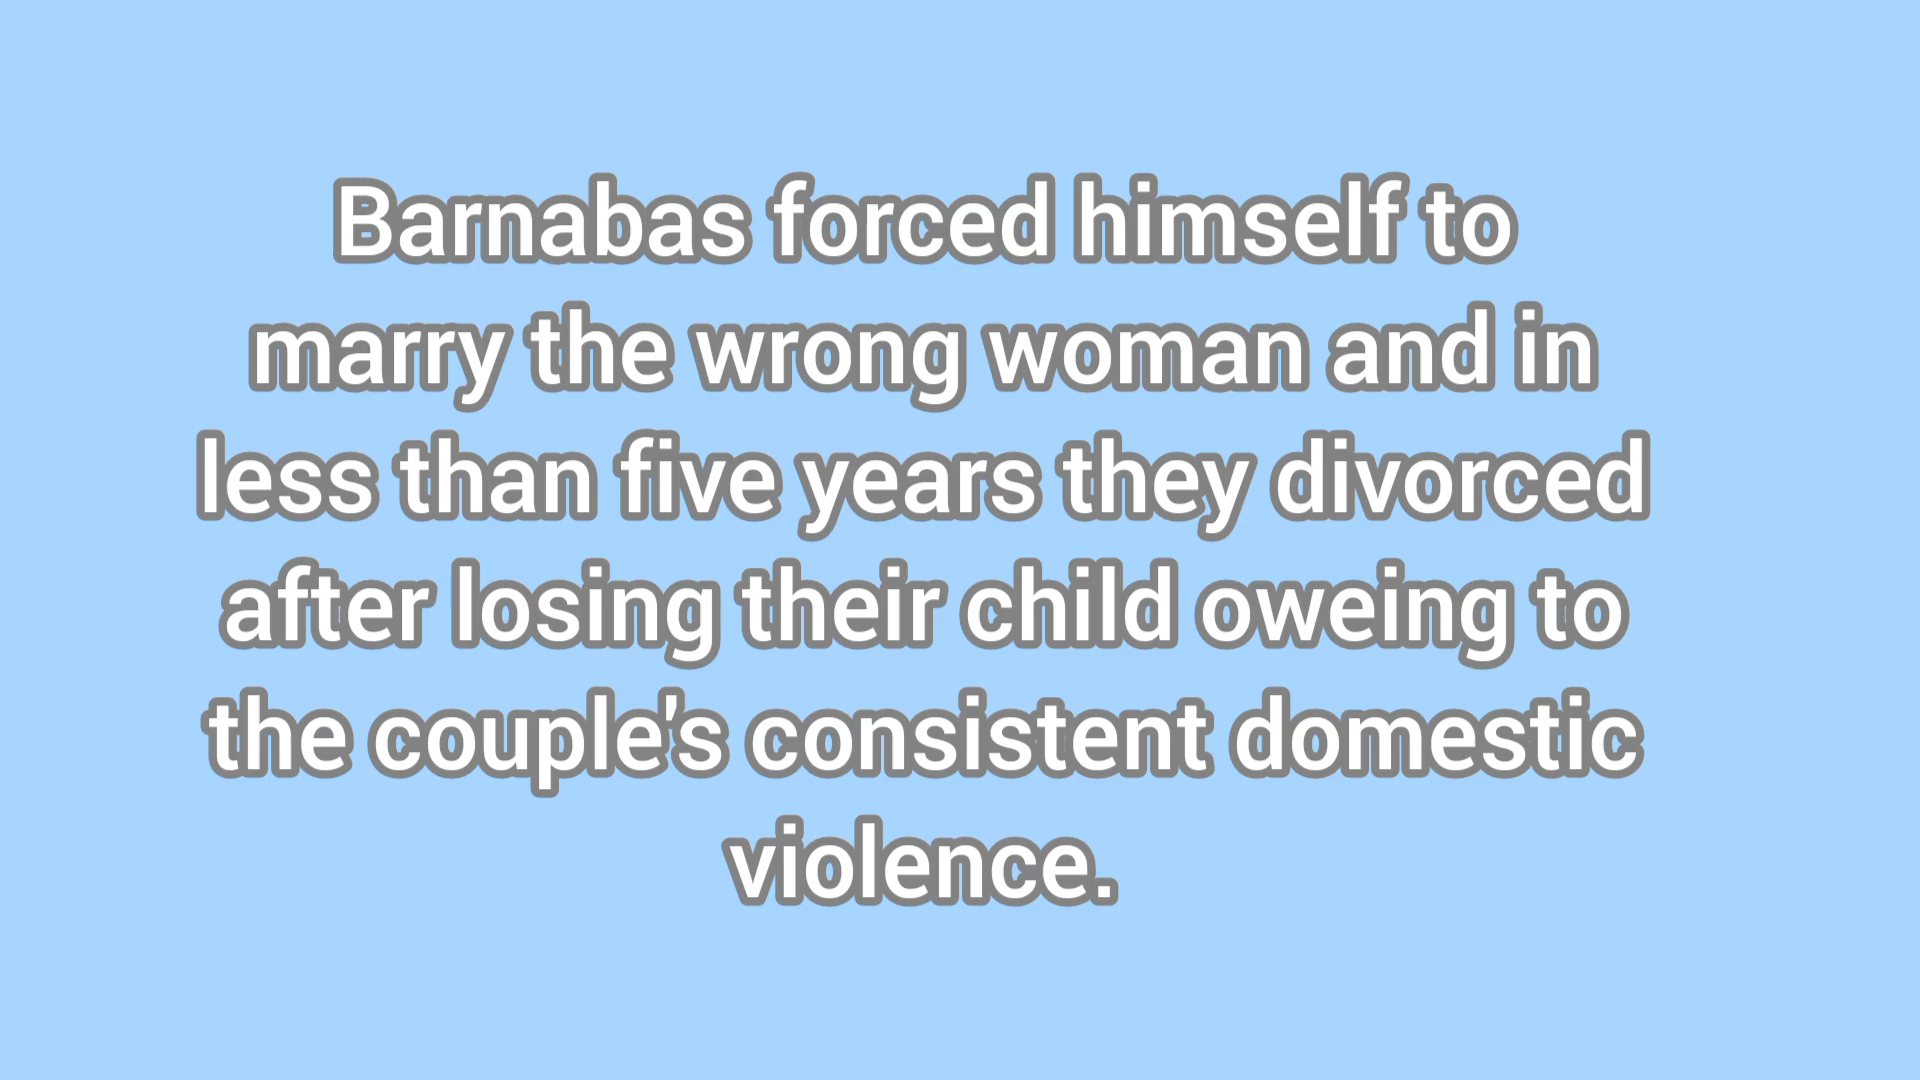 Barnabas forced himself to
marry the wrong woman and in
less than five years they divorced
after losing their child oweing to
the couple's consistent domestic
violence.